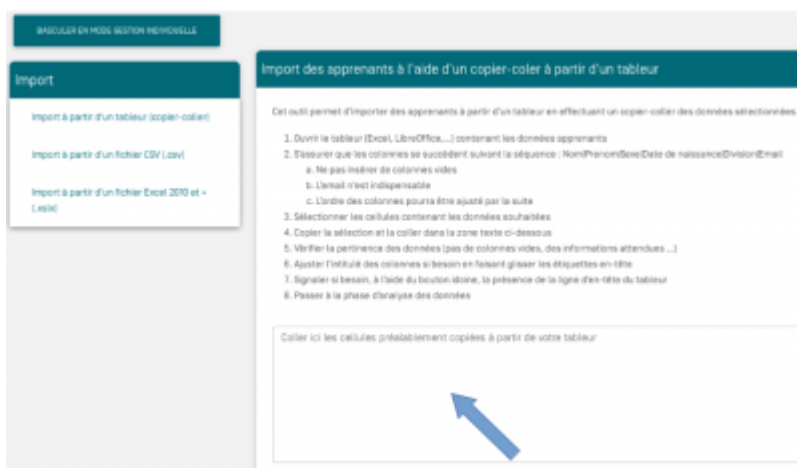 BASCULER EN MODE GESTION INDIVIDUELLE
Import
Import à partir d'un tableur (copier-coller)
Import à partir d'un fichier CSV (.csv)
Import à partir d'un fichier Excel 2010 et +
(.xslx)
Import des apprenants à l'aide d'un copier-coler à partir d'un tableur
Cet outil permet d'importer des apprenants à partir d'un tableur en effectuant un copier-coller des données sélectionnées
1. Ouvrir le tableur (Excel, LibreOffice,...) contenant les données apprenants
2. S'assurer que les colonnes se succèdent suivant la séquence : Nom|Prenom|Sexe|Date de naissance|Division|Email
a. Ne pas insérer de colonnes vides
b. L'email n'est indispensable
c. L'ordre des colonnes pourra être ajusté par la suite
3. Sélectionner les cellules contenant les données souhaitées
4. Copier la sélection et la coller dans la zone texte ci-dessous
5. Vérifier la pertinence des données (pas de colonnes vides, des informations attendues ...)
6. Ajuster l'intitulé des colonnes si besoin en faisant glisser les étiquettes en-tête
7. Signaler si besoin, à l'aide du bouton idoine, la présence de la ligne d'en-tête du tableur
8. Passer à la phase d'analyse des données
Coller ici les cellules préalablement copiées à partir de votre tableur